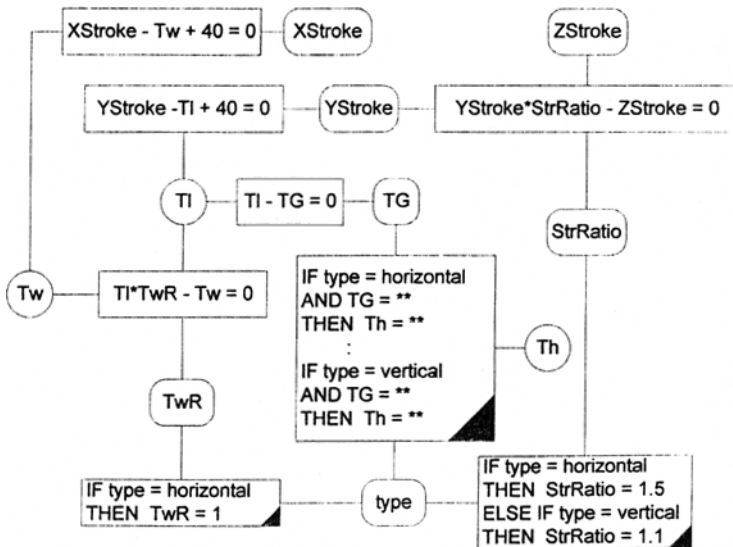 XStroke - Tw + 40 = 0
XStroke
ZStroke
YStroke -Tl + 40 = 0
YStroke
YStroke*StrRatio - ZStroke = 0
Tl
Tl - TG = 0
TG
StrRatio
Tw
Tl*TwR - Tw = 0
IF type = horizontal
AND TG = **
THEN Th = **
:
IF type = vertical
AND TG = **
THEN Th = **
Th
TwR
IF type = horizontal
THEN TwR = 1
type
IF type = horizontal
THEN StrRatio = 1.5
ELSE IF type = vertical
THEN StrRatio = 1.1